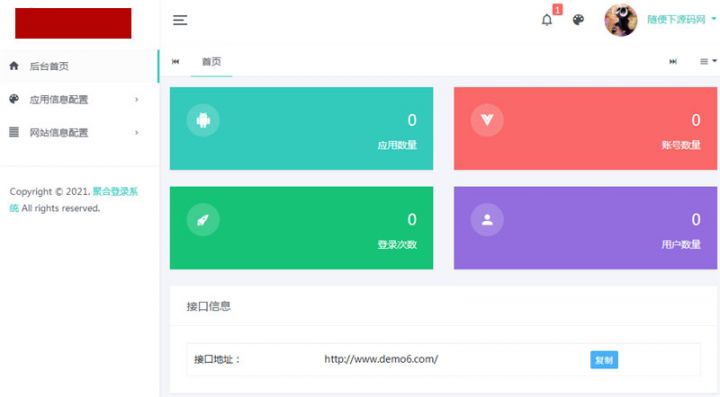 1
随便下源码网
后台首页
首页
应用信息配置
网站信息配置
0
应用数量
0
账号数量
Copyright © 2021. 聚合登录系
统 All rights reserved.
0
登录次数
0
用户数量
接口信息
接口地址：
http://www.demo6.com/
复制